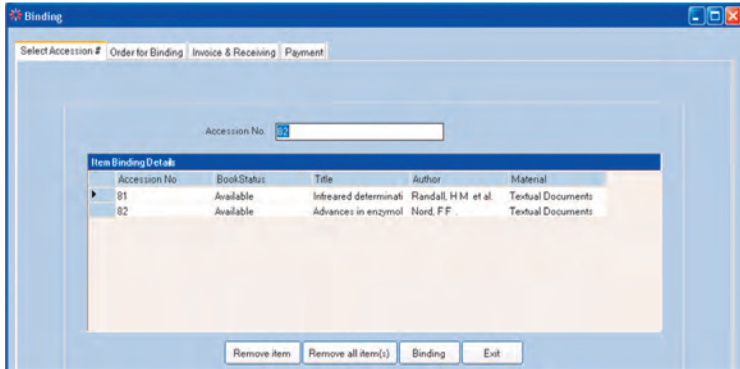 Binding
Select Accession # Order for Binding Invoice & Receiving Payment
Accession No. 82
Item Binding Details
Accession No BookStatus Title Author Material
81 Available Infreared determinati Randall, H M et al. Textual Documents
82 Available Advances in enzymol Nord, F F . Textual Documents
Remove item Remove all item(s) Binding Exit